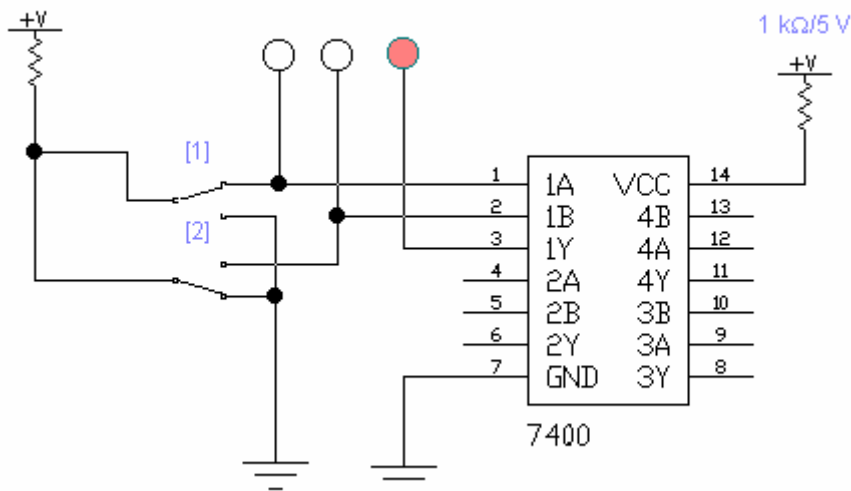 +V
1 kΩ/5 V
+V
[1]
[2]
1 1A VCC 14
2 1B 4B 13
3 1Y 4A 12
4 2A 4Y 11
5 2B 3B 10
6 2Y 3A 9
7 GND 3Y 8
7400